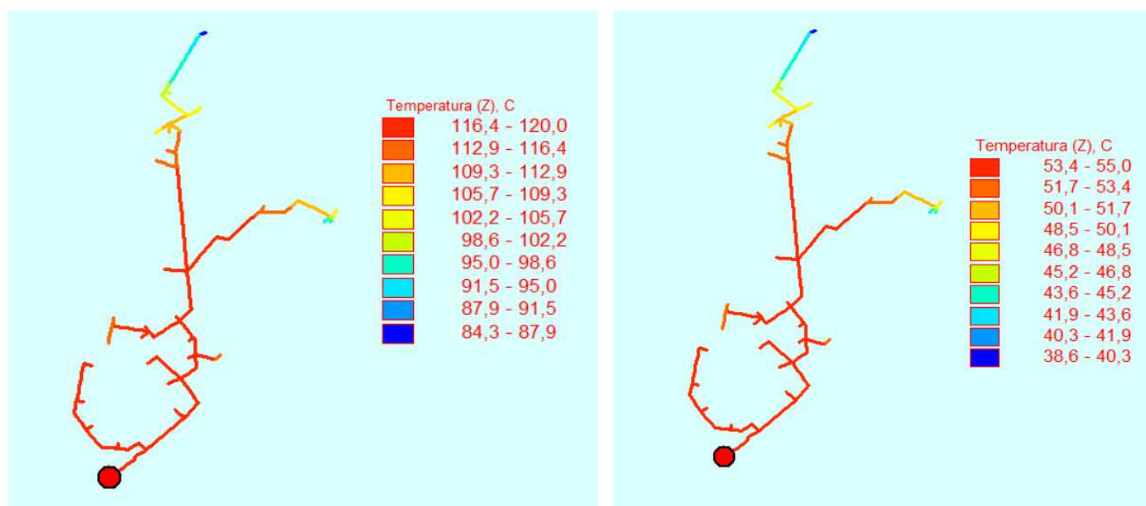 Temperatura (Z), C
116,4 – 120,0
112,9 – 116,4
109,3 – 112,9
105,7 – 109,3
102,2 – 105,7
98,6 – 102,2
95,0 – 98,6
91,5 – 95,0
87,9 – 91,5
84,3 – 87,9
Temperatura (Z), C
53,4 – 55,0
51,7 – 53,4
50,1 – 51,7
48,5 – 50,1
46,8 – 48,5
45,2 – 46,8
43,6 – 45,2
41,9 – 43,6
40,3 – 41,9
38,6 – 40,3